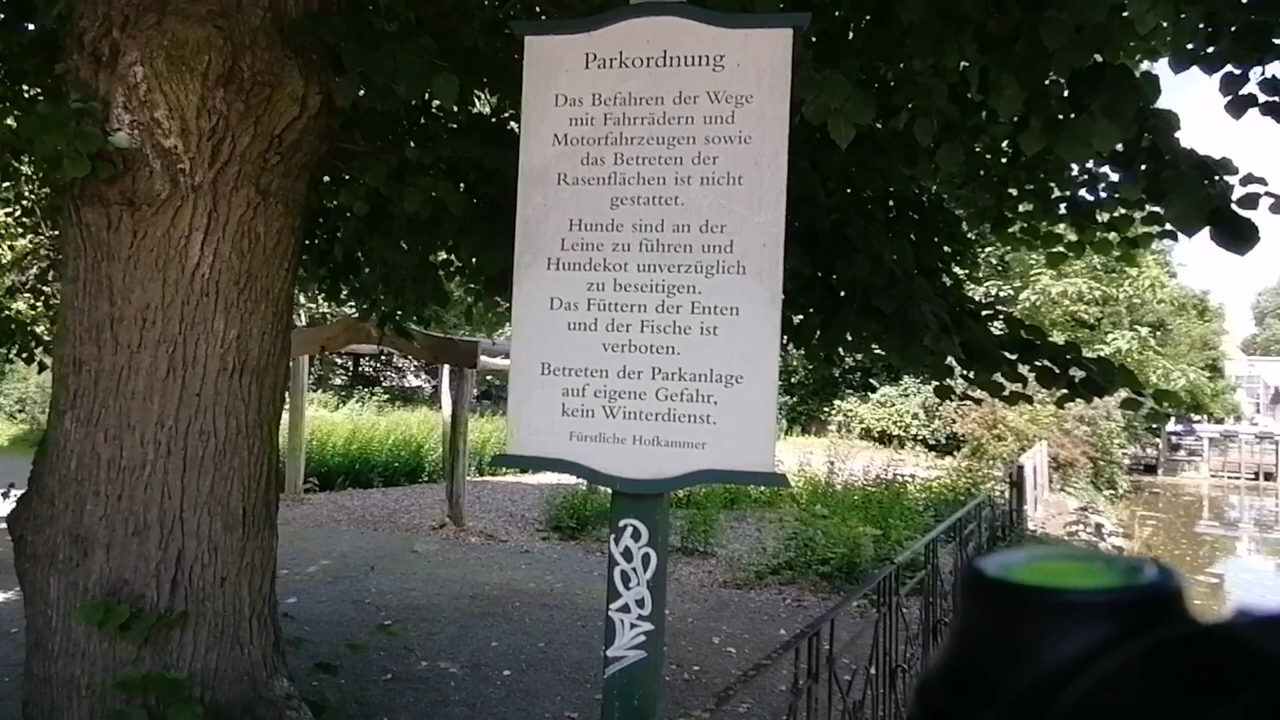 Parkordnung
Das Befahren der Wege
mit Fahrrädern und
Motorfahrzeugen sowie
das Betreten der
Rasenflächen ist nicht
gestattet.
Hunde sind an der
Leine zu führen und
Hundekot unverzüglich
zu beseitigen.
Das Füttern der Enten
und der Fische ist
verboten.
Betreten der Parkanlage
auf eigene Gefahr,
kein Winterdienst.
Fürstliche Hofkammer